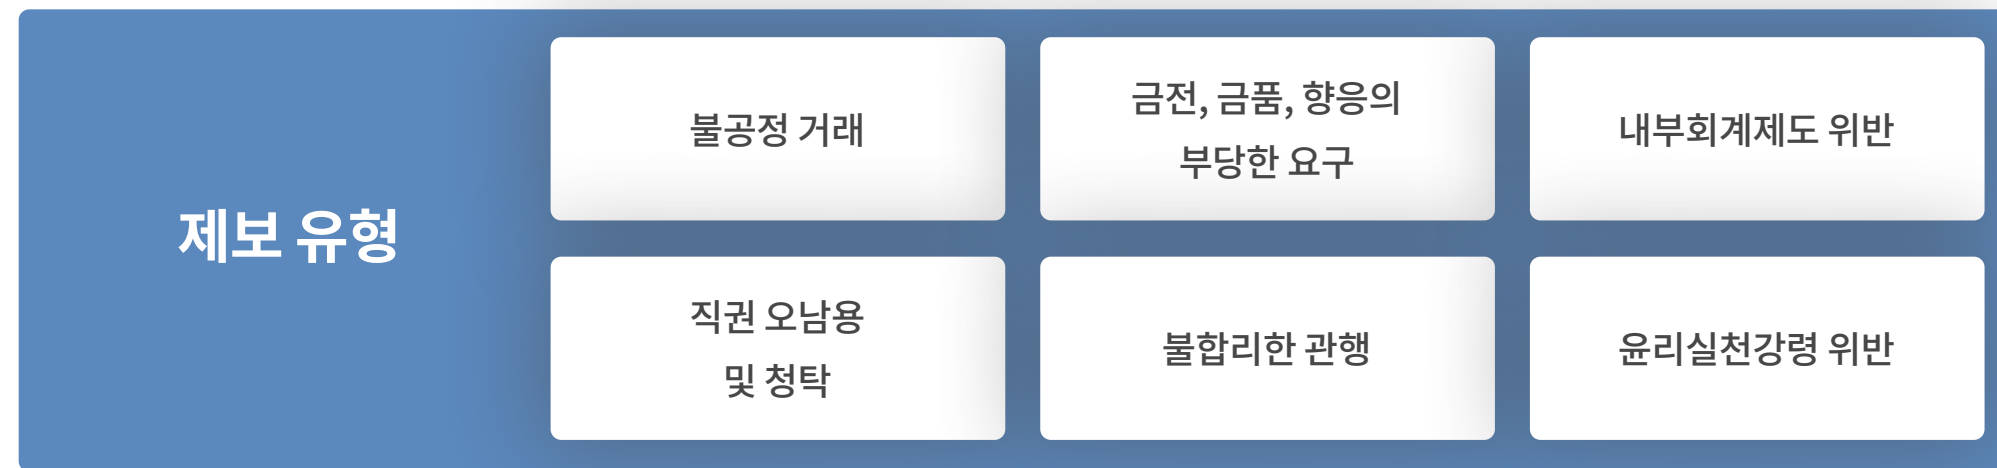 제보 유형
불공정 거래
금전, 금품, 향응의
부당한 요구
내부회계제도 위반
직권 오남용
및 청탁
불합리한 관행
윤리실천강령 위반